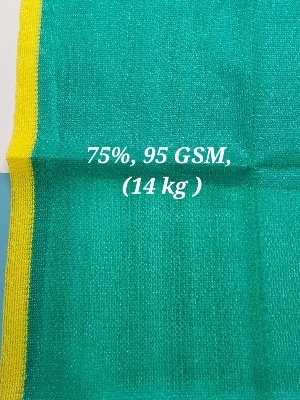 75%, 95 GSM,
(14 kg )